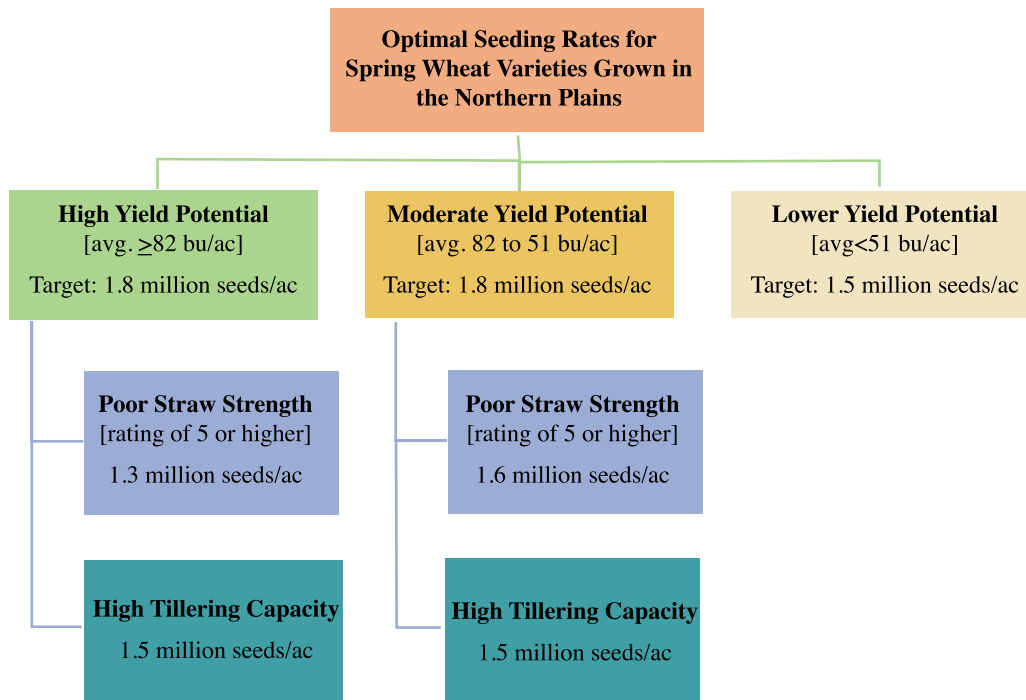 Optimal Seeding Rates for
Spring Wheat Varieties Grown in
the Northern Plains
High Yield Potential
[avg. ≥82 bu/ac]
Target: 1.8 million seeds/ac
Moderate Yield Potential
[avg. 82 to 51 bu/ac]
Target: 1.8 million seeds/ac
Lower Yield Potential
[avg<51 bu/ac]
Target: 1.5 million seeds/ac
Poor Straw Strength
[rating of 5 or higher]
1.3 million seeds/ac
Poor Straw Strength
[rating of 5 or higher]
1.6 million seeds/ac
High Tillering Capacity
1.5 million seeds/ac
High Tillering Capacity
1.5 million seeds/ac